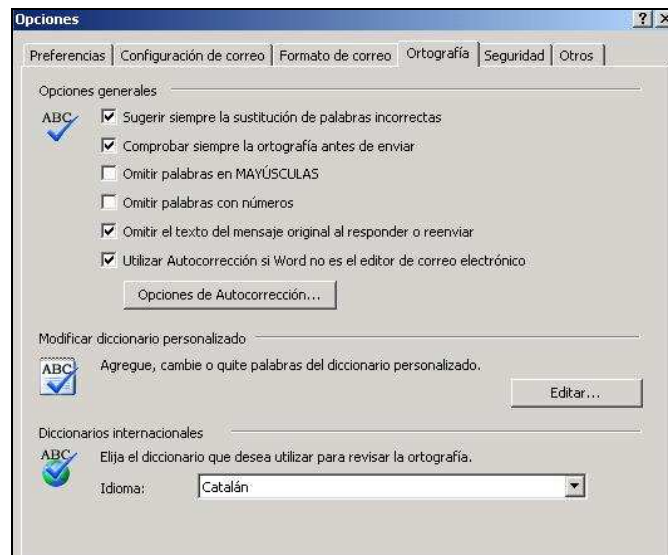 Opciones
Preferencias Configuración de correo Formato de correo Ortografía Seguridad Otros
Opciones generales
ABC
Sugerir siempre la sustitución de palabras incorrectas
Comprobar siempre la ortografía antes de enviar
Omitir palabras en MAYÚSCULAS
Omitir palabras con números
Omitir el texto del mensaje original al responder o reenviar
Utilizar Autocorrección si Word no es el editor de correo electrónico
Opciones de Autocorrección...
Modificar diccionario personalizado
ABC
Agregue, cambie o quite palabras del diccionario personalizado.
Editar...
Diccionarios internacionales
ABC
Elija el diccionario que desea utilizar para revisar la ortografía.
Idioma: Catalán